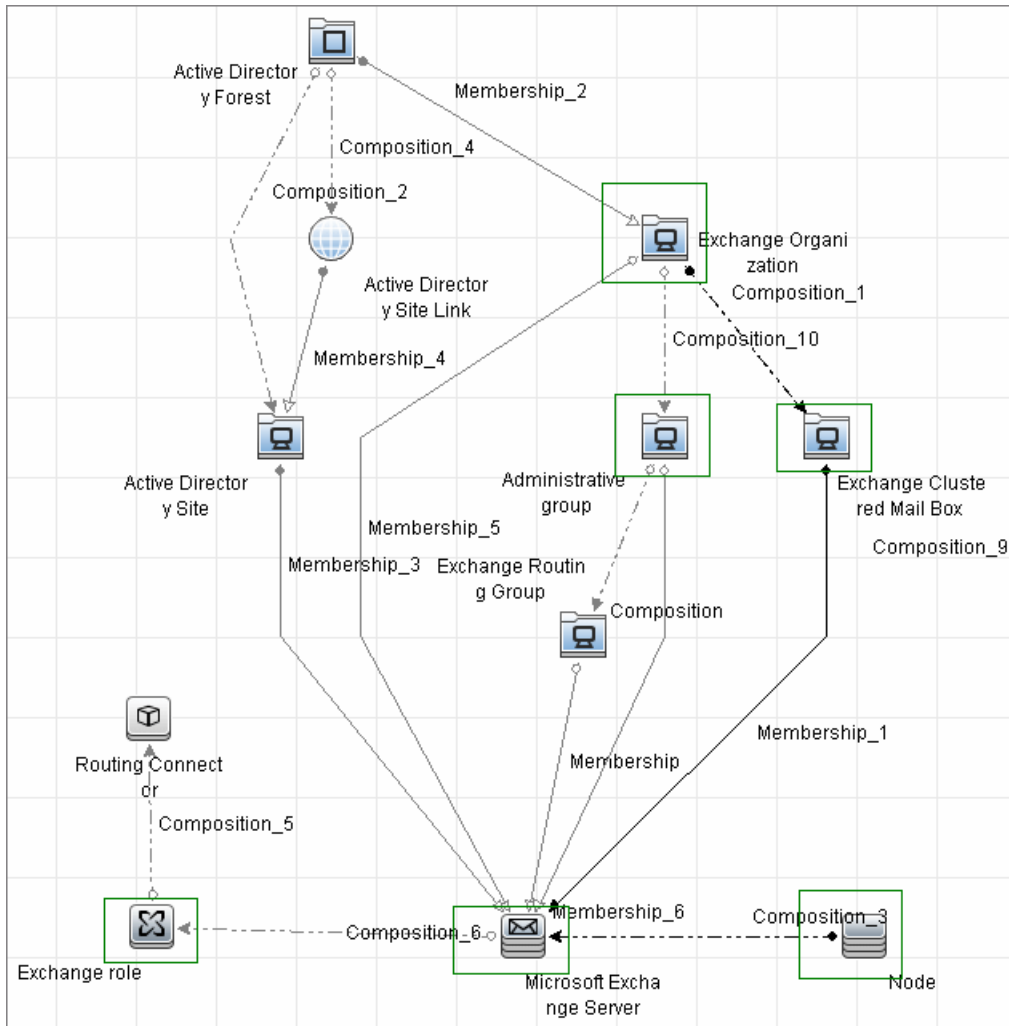 Active Director
y Forest
Membership_2
Composition_4
Composition_2
Exchange Organi
zation
Active Director
y Site Link
Composition_1
Membership_4
Composition_10
Active Director
y Site
Administrative
group
Exchange Cluste
red Mail Box
Membership_5
Membership_3
Composition_9
Exchange Routin
g Group
Composition
Membership_1
Routing Connect
or
Membership
Composition_5
Membership_6
Composition_3
Composition_6
Exchange role
Microsoft Excha
nge Server
Node